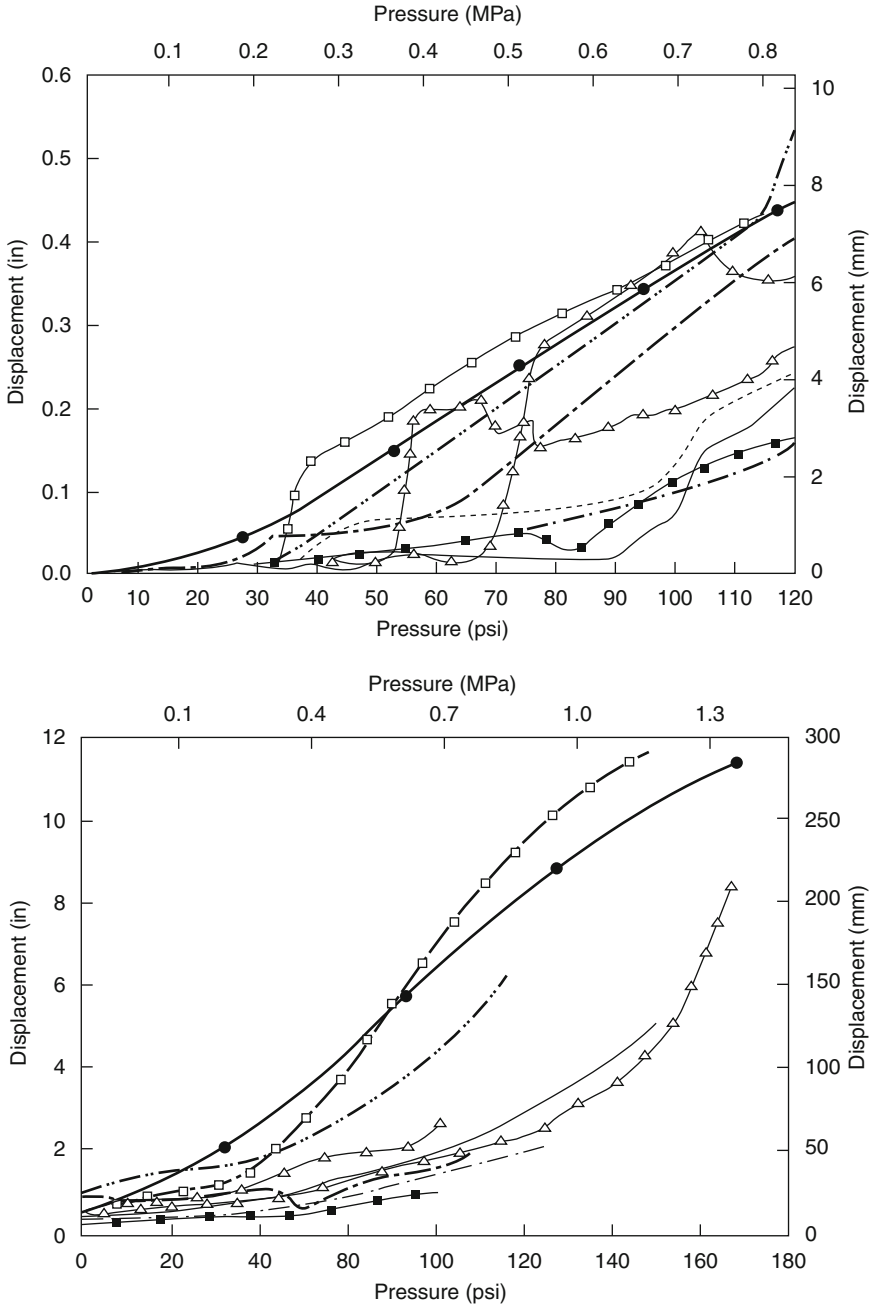 Pressure (MPa)
0.1 0.2 0.3 0.4 0.5 0.6 0.7 0.8
0.6
0.5
0.4
0.3
0.2
0.1
0.0
Displacement (in)
10
8
6
4
2
0
Displacement (mm)
0 10 20 30 40 50 60 70 80 90 100 110 120
Pressure (psi)
Pressure (MPa)
0.1 0.4 0.7 1.0 1.3
12
10
8
6
4
2
0
Displacement (in)
300
250
200
150
100
50
0
Displacement (mm)
0 20 40 60 80 100 120 140 160 180
Pressure (psi)